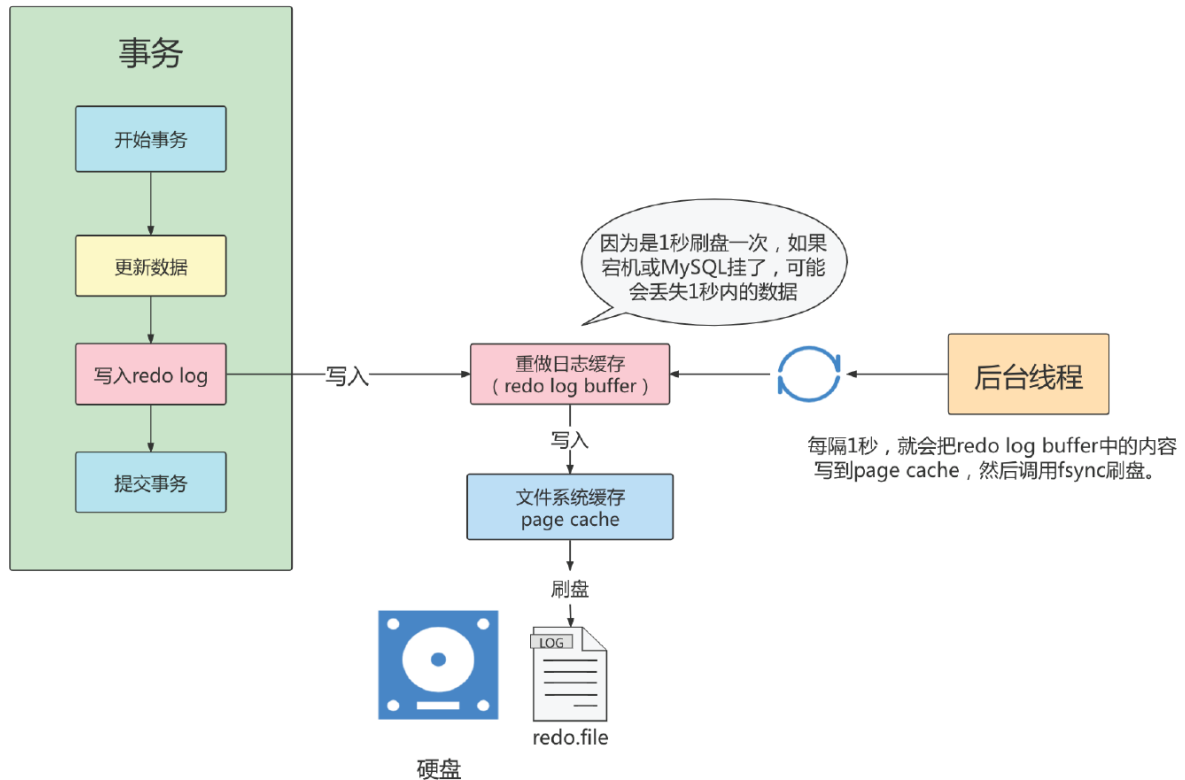 事务
开始事务
更新数据
写入redo log
提交事务
写入
因为是1秒刷盘一次，如果
宕机或MySQL挂了，可能
会丢失1秒内的数据
重做日志缓存
（redo log buffer）
后台线程
每隔1秒，就会把redo log buffer中的内容
写到page cache，然后调用fsync刷盘。
写入
文件系统缓存
page cache
刷盘
LOG
redo.file
硬盘